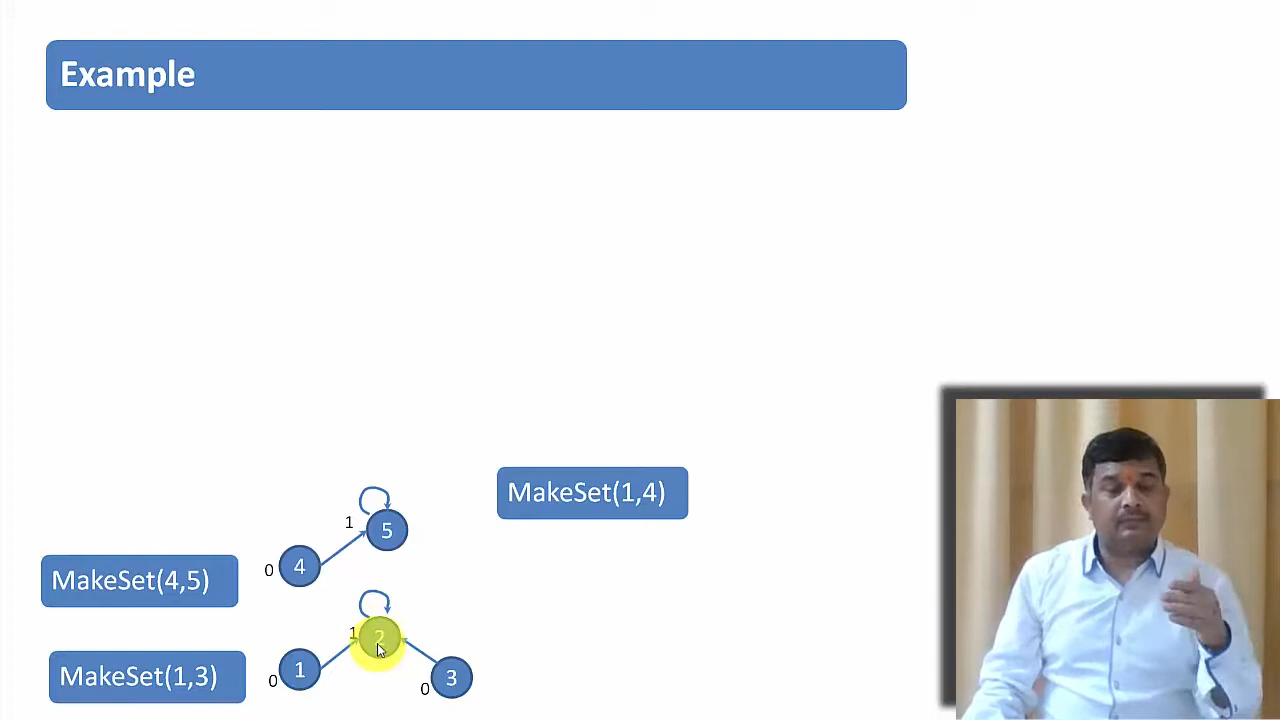 Example
MakeSet(1,4)
1
5
0
4
MakeSet(4,5)
1
2
0
1
MakeSet(1,3)
0
3